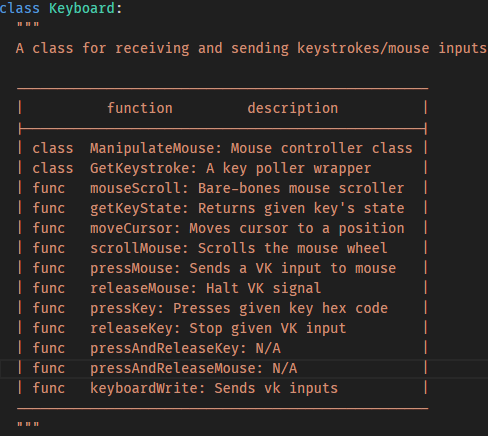 class Keyboard:
"""
A class for receiving and sending keystrokes/mouse inputs
------------------------------------------------
| function description |
|------------------------------------------------|
| class ManipulateMouse: Mouse controller class |
| class GetKeystroke: A key poller wrapper |
| func mouseScroll: Bare-bones mouse scroller |
| func getKeyState: Returns given key's state |
| func moveCursor: Moves cursor to a position |
| func scrollMouse: Scrolls the mouse wheel |
| func pressMouse: Sends a VK input to mouse |
| func releaseMouse: Halt VK signal |
| func pressKey: Presses given key hex code |
| func releaseKey: Stop given VK input |
| func pressAndReleaseKey: N/A |
| func pressAndReleaseMouse: N/A |
| func keyboardWrite: Sends vk inputs |
------------------------------------------------
"""